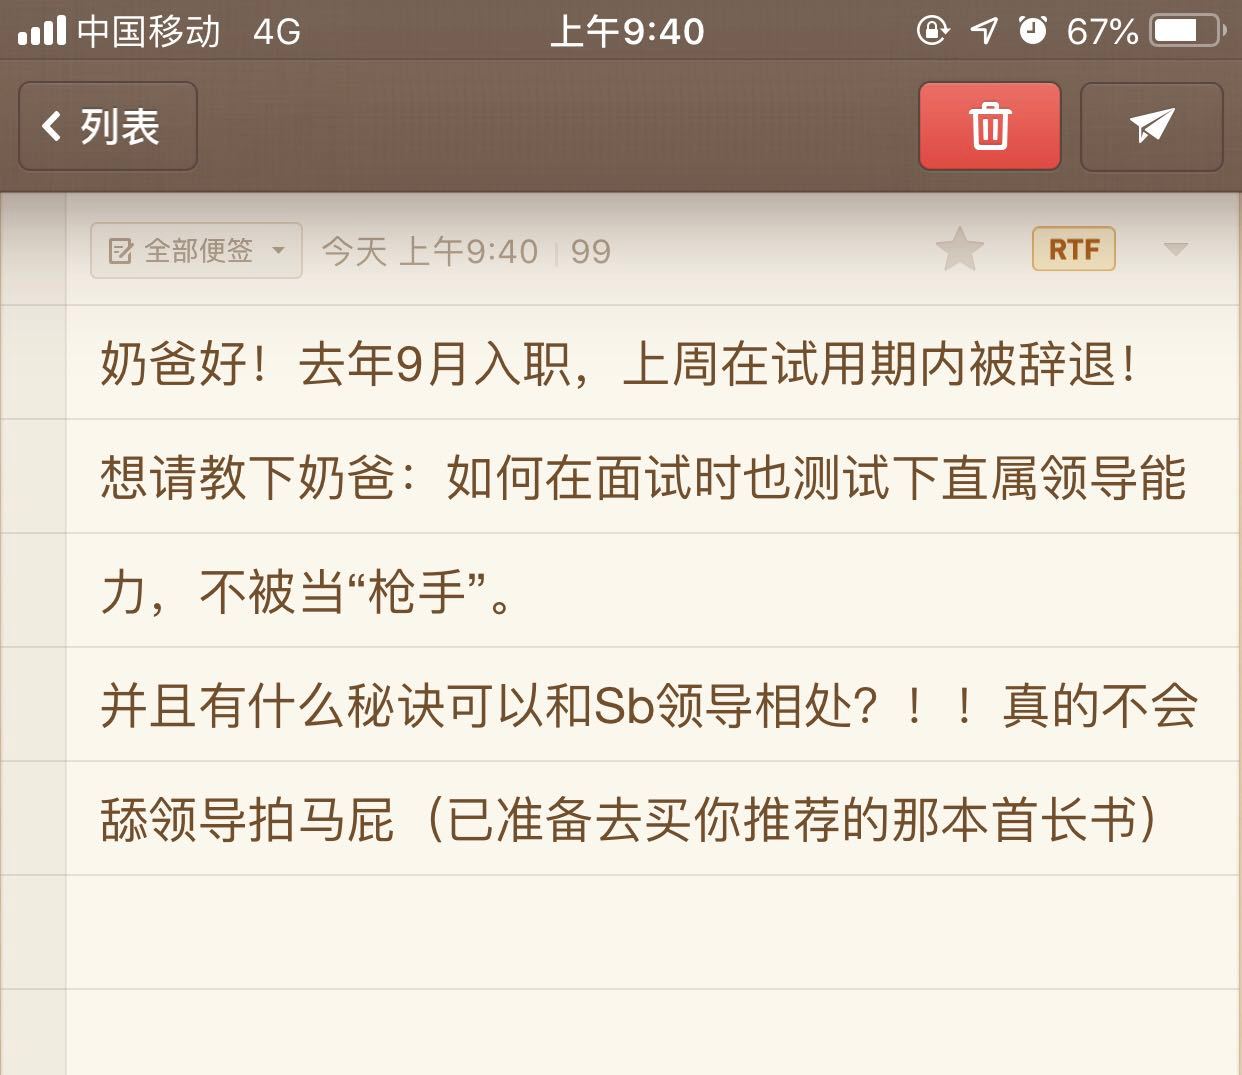 中国移动 4G 上午9:40 67%
列表
全部便签 今天 上午9:40 99 RTF
奶爸好！去年9月入职，上周在试用期内被辞退！
想请教下奶爸：如何在面试时也测试下直属领导能
力，不被当“枪手”。
并且有什么秘诀可以和Sb领导相处？！！真的不会
舔领导拍马屁（已准备去买你推荐的那本首长书）